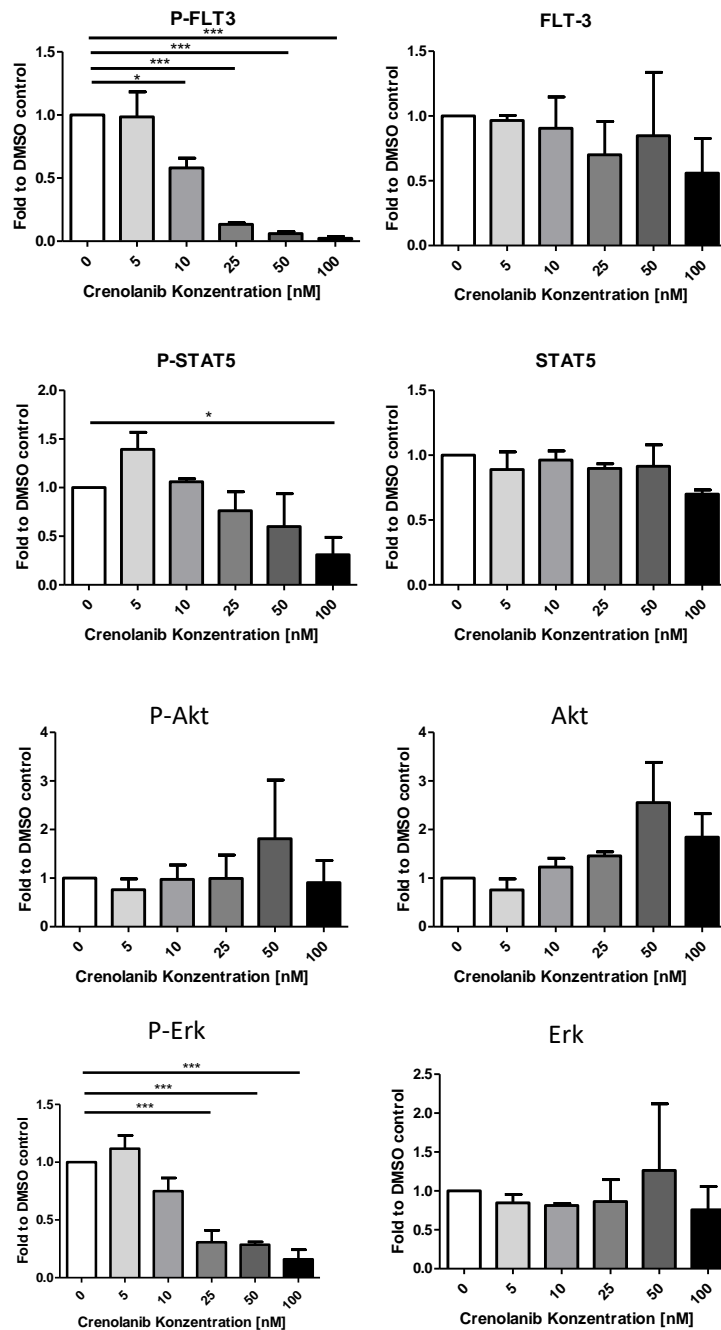 P-FLT3
***
***
***
*
1.5
1.0
0.5
0.0
Fold to DMSO control
0 5 10 25 50 100
Crenolanib Konzentration [nM]
FLT-3
1.5
1.0
0.5
0.0
Fold to DMSO control
0 5 10 25 50 100
Crenolanib Konzentration [nM]
P-STAT5
*
2.0
1.5
1.0
0.5
0.0
Fold to DMSO control
0 5 10 25 50 100
Crenolanib Konzentration [nM]
STAT5
1.5
1.0
0.5
0.0
Fold to DMSO control
0 5 10 25 50 100
Crenolanib Konzentration [nM]
P-Akt
4
3
2
1
0
Fold to DMSO control
0 5 10 25 50 100
Crenolanib Konzentration [nM]
Akt
4
3
2
1
0
Fold to DMSO control
0 5 10 25 50 100
Crenolanib Konzentration [nM]
P-Erk
***
***
***
1.5
1.0
0.5
0.0
Fold to DMSO control
0 5 10 25 50 100
Crenolanib Konzentration [nM]
Erk
2.5
2.0
1.5
1.0
0.5
0.0
Fold to DMSO control
0 5 10 25 50 100
Crenolanib Konzentration [nM]